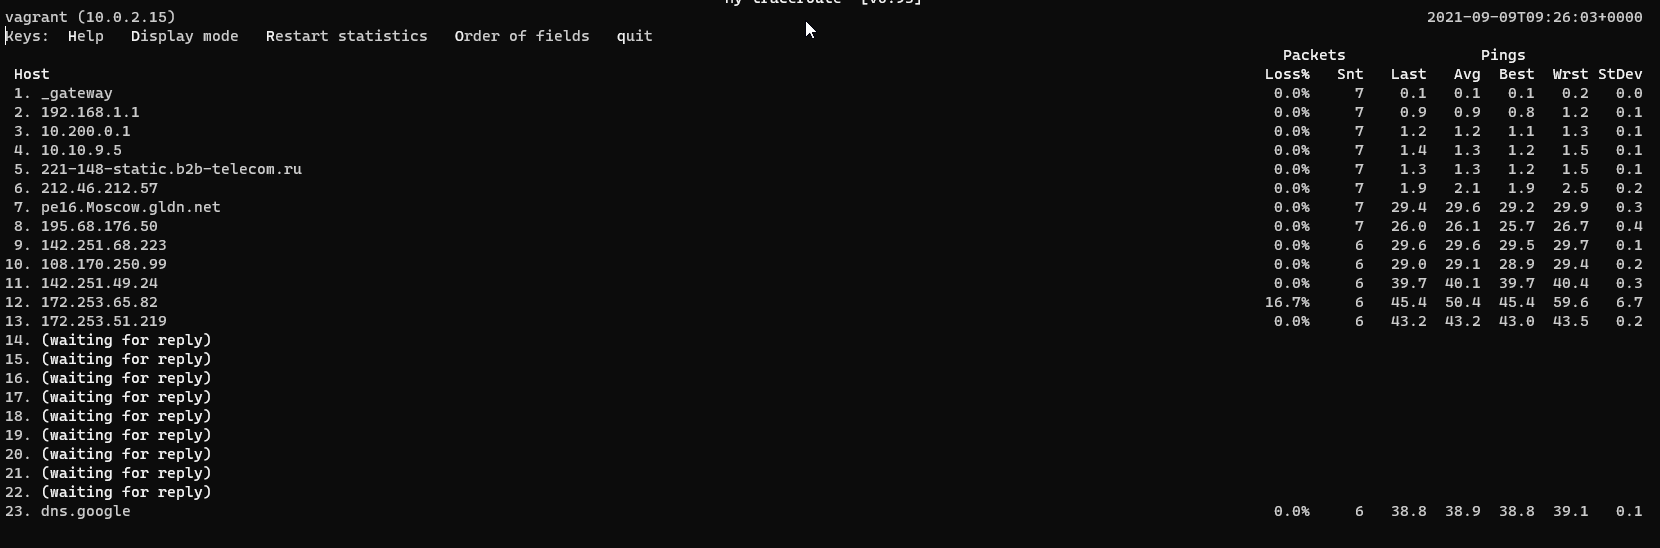 My traceroute  [v0.93]
vagrant (10.0.2.15) 2021-09-09T09:26:03+0000
Keys:  Help   Display mode   Restart statistics   Order of fields   quit
Packets Pings
Host Loss% Snt Last Avg Best Wrst StDev
1. _gateway 0.0% 7 0.1 0.1 0.1 0.2 0.0
2. 192.168.1.1 0.0% 7 0.9 0.9 0.8 1.2 0.1
3. 10.200.0.1 0.0% 7 1.2 1.2 1.1 1.3 0.1
4. 10.10.9.5 0.0% 7 1.4 1.3 1.2 1.5 0.1
5. 221-148-static.b2b-telecom.ru 0.0% 7 1.3 1.3 1.2 1.5 0.1
6. 212.46.212.57 0.0% 7 1.9 2.1 1.9 2.5 0.2
7. pe16.Moscow.gldn.net 0.0% 7 29.4 29.6 29.2 29.9 0.3
8. 195.68.176.50 0.0% 7 26.0 26.1 25.7 26.7 0.4
9. 142.251.68.223 0.0% 6 29.6 29.6 29.5 29.7 0.1
10. 108.170.250.99 0.0% 6 29.0 29.1 28.9 29.4 0.2
11. 142.251.49.24 0.0% 6 39.7 40.1 39.7 40.4 0.3
12. 172.253.65.82 16.7% 6 45.4 50.4 45.4 59.6 6.7
13. 172.253.51.219 0.0% 6 43.2 43.2 43.0 43.5 0.2
14. (waiting for reply)
15. (waiting for reply)
16. (waiting for reply)
17. (waiting for reply)
18. (waiting for reply)
19. (waiting for reply)
20. (waiting for reply)
21. (waiting for reply)
22. (waiting for reply)
23. dns.google 0.0% 6 38.8 38.9 38.8 39.1 0.1